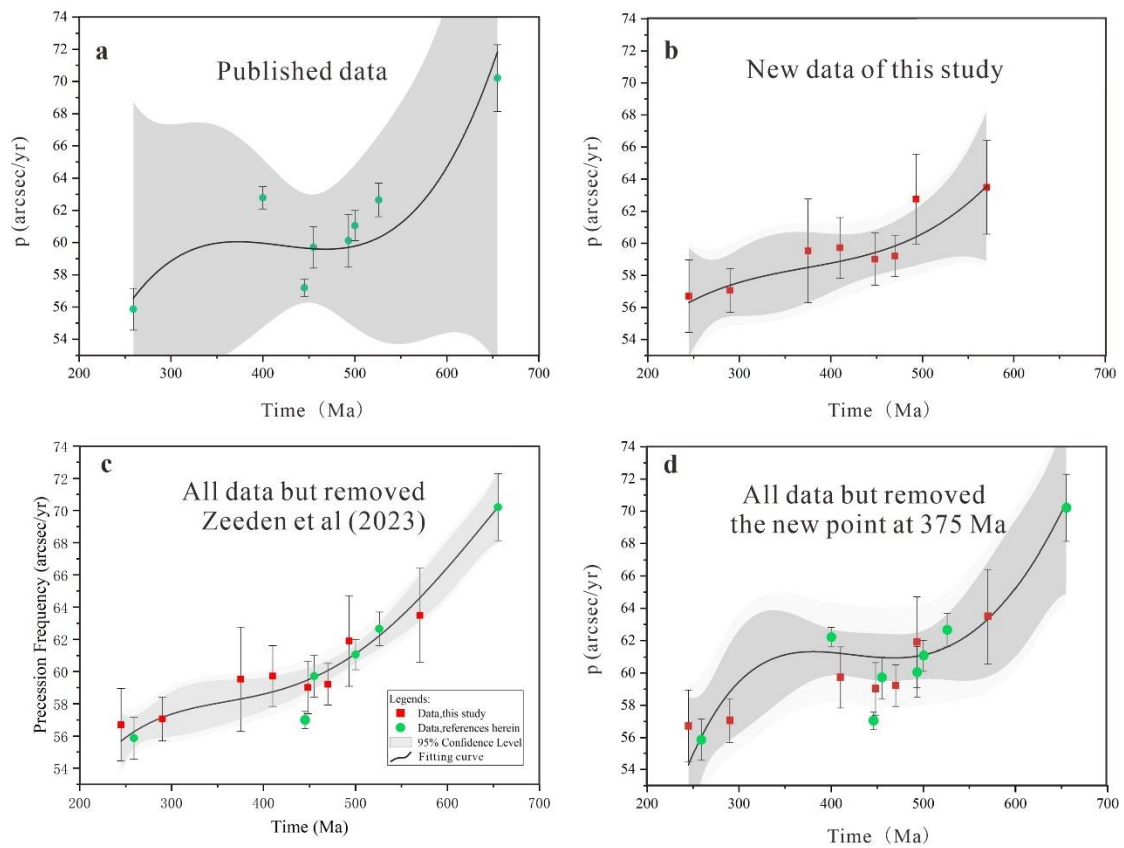 a
Published data
74
72
70
68
66
64
62
60
58
56
54
p (arcsec/yr)
200 300 400 500 600 700
Time (Ma)
b
New data of this study
74
72
70
68
66
64
62
60
58
56
54
p (arcsec/yr)
200 300 400 500 600 700
Time (Ma)
c
All data but removed
Zeeden et al (2023)
74
72
70
68
66
64
62
60
58
56
54
Precession Frequency (arcsec/yr)
Legends:
Data,this study
Data,references herein
95% Confidence Level
Fitting curve
200 300 400 500 600 700
Time (Ma)
d
All data but removed
the new point at 375 Ma
74
72
70
68
66
64
62
60
58
56
54
p (arcsec/yr)
200 300 400 500 600 700
Time (Ma)